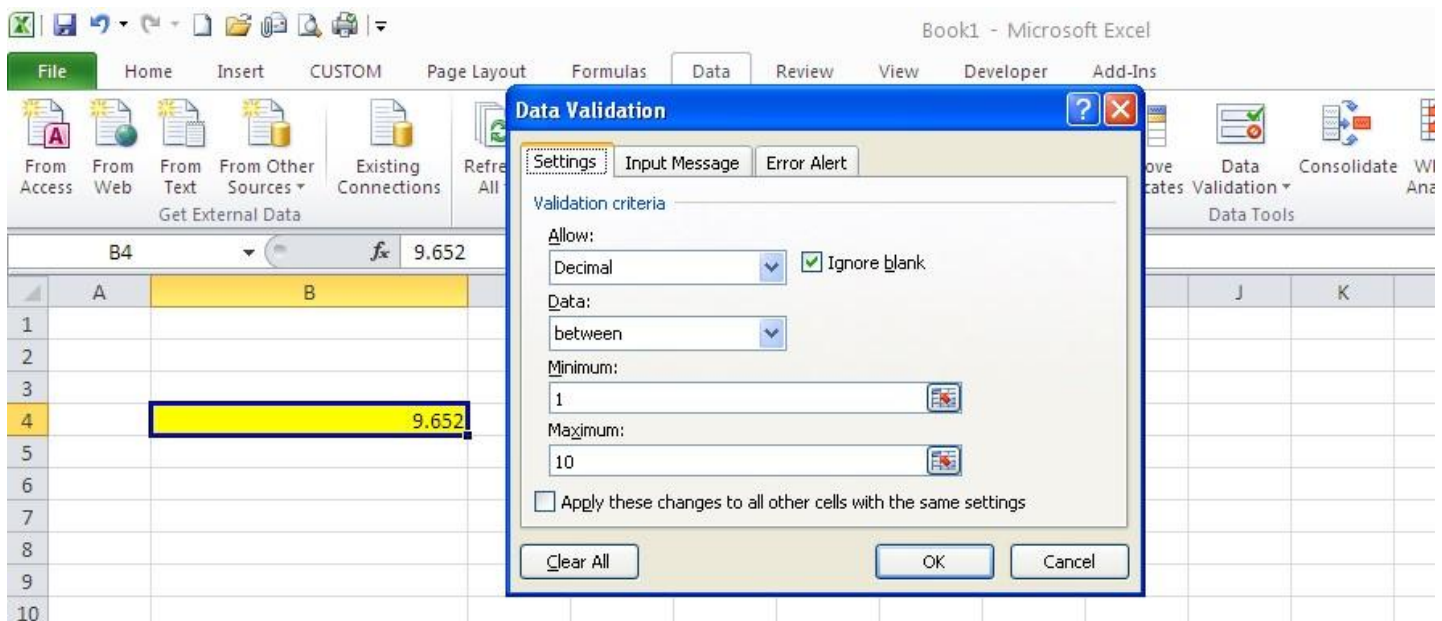 Book1 - Microsoft Excel
File Home Insert CUSTOM Page Layout Formulas Data Review View Developer Add-Ins
From Access
From Web
From Text
From Other Sources
Existing Connections
All
Data Validation
Consolidate
Get External Data
Data Tools
B4 fx 9.652
A B J K
1
2
3
4 9.652
5
6
7
8
9
10
Data Validation
Settings Input Message Error Alert
Validation criteria
Allow:
Decimal Ignore blank
Data:
between
Minimum:
1
Maximum:
10
Apply these changes to all other cells with the same settings
Clear All OK Cancel